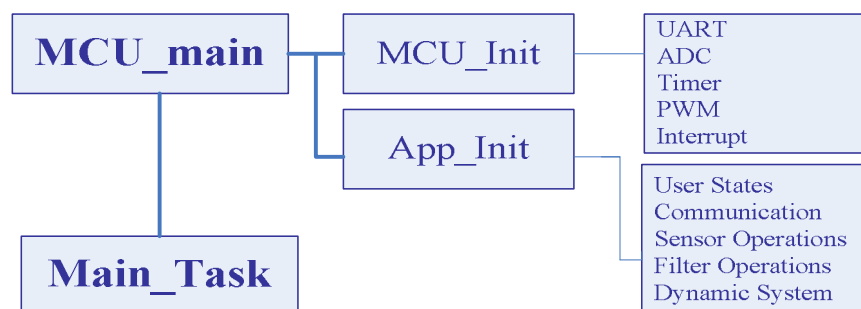 MCU_main
MCU_Init
UART
ADC
Timer
PWM
Interrupt
App_Init
User States
Communication
Sensor Operations
Filter Operations
Dynamic System
Main_Task